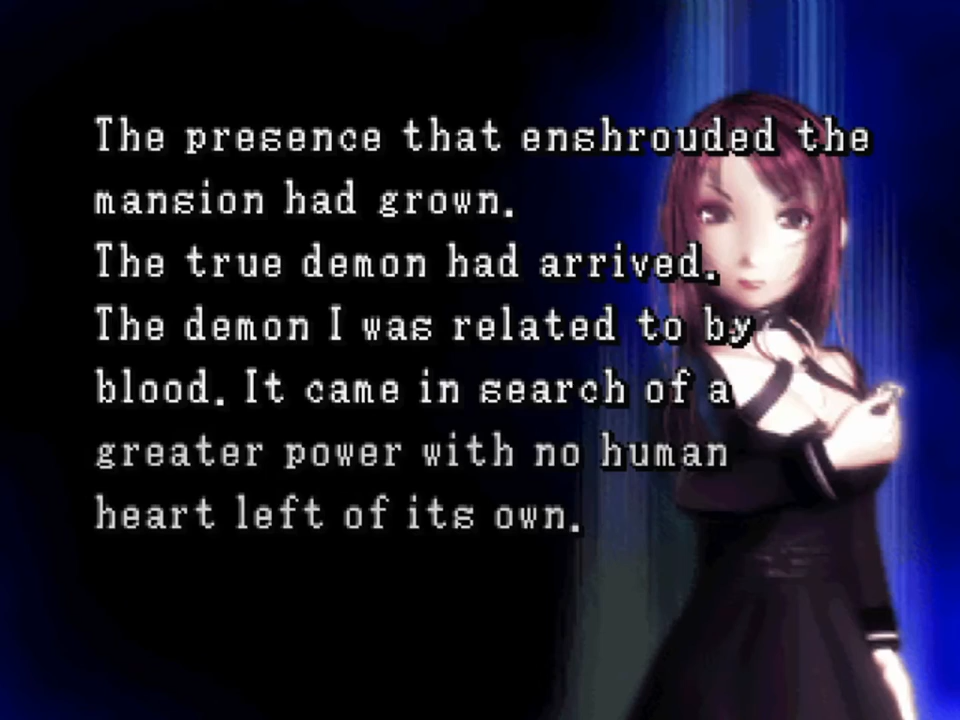 The presence that enshrouded the
mansion had grown.
The true demon had arrived.
The demon I was related to by
blood. It came in search of a
greater power with no human
heart left of its own.